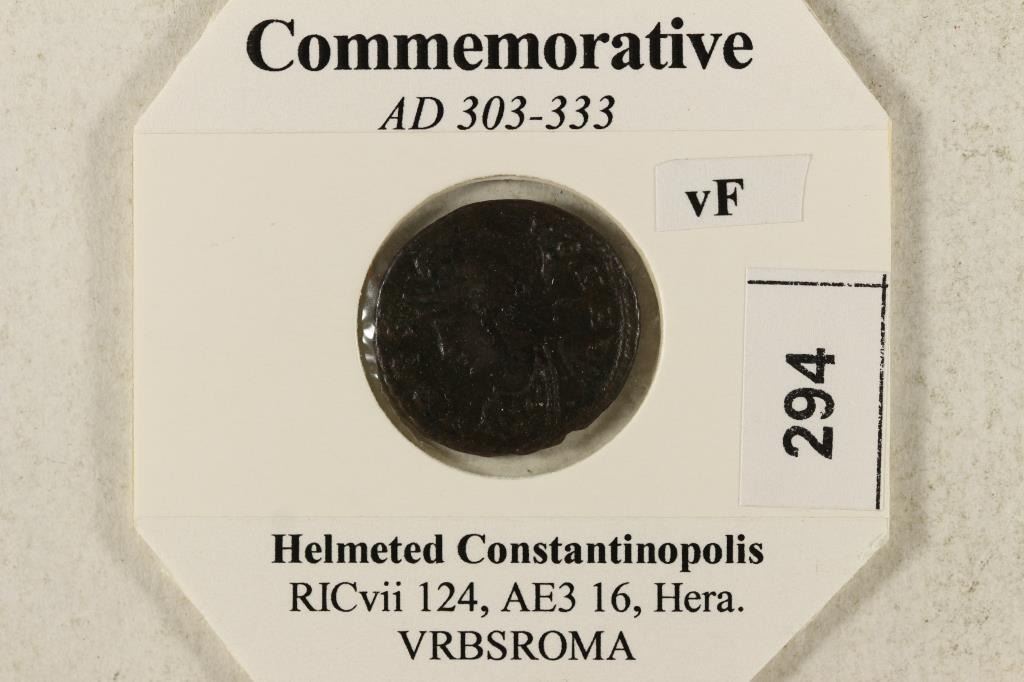 Commemorative
AD 303-333
vF
294
Helmeted Constantinopolis
RICvii 124, AE3 16, Hera.
VRBSROMA